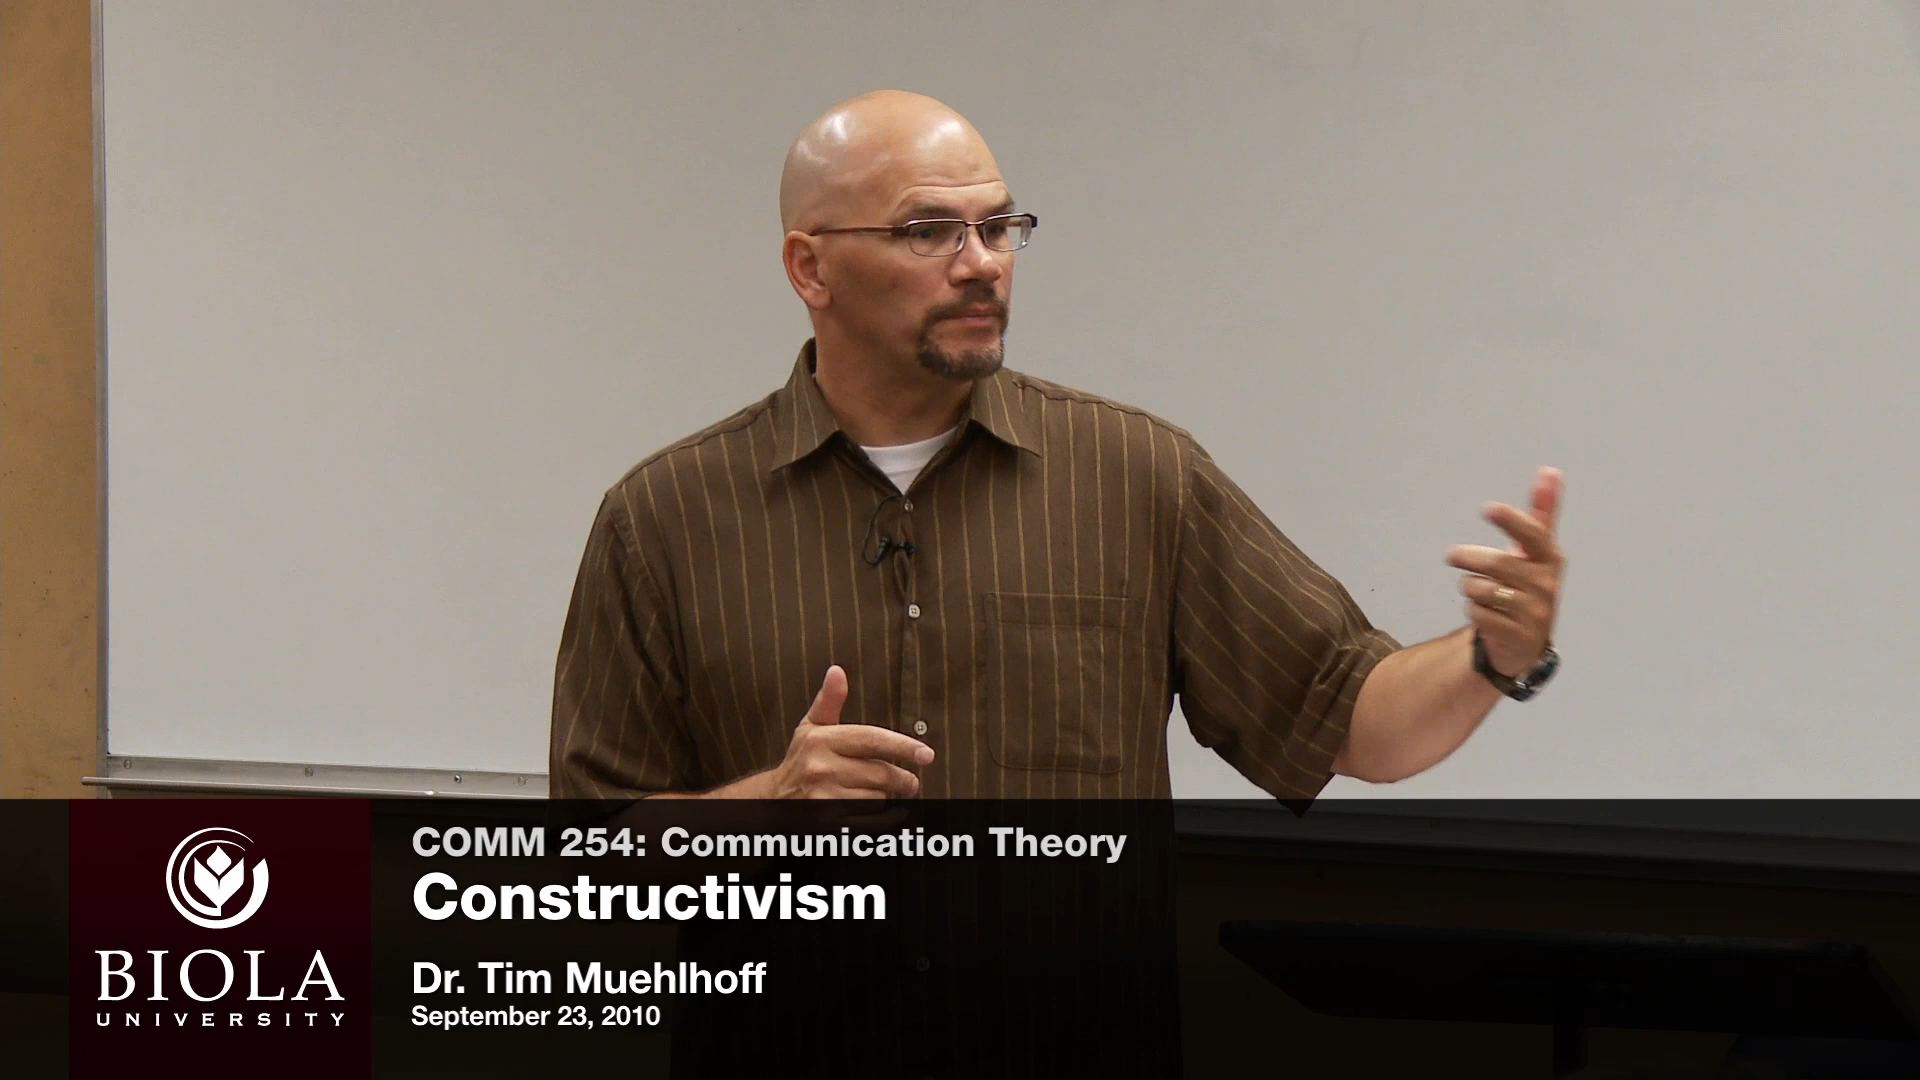 COMM 254: Communication Theory
Constructivism
Dr. Tim Muehlhoff
September 23, 2010
BIOLA
UNIVERSITY